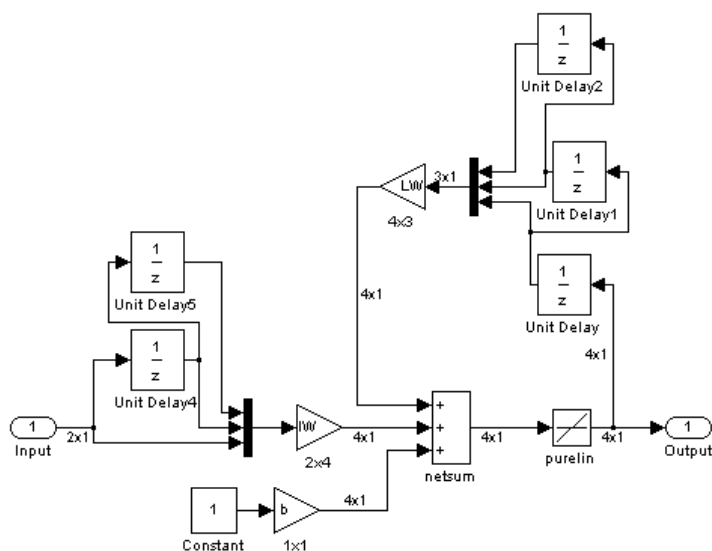 1
z
Unit Delay2
1
z
Unit Delay1
LW
3x1
4x3
1
z
Unit Delay
4x1
4x1
1
z
Unit Delay5
1
z
Unit Delay4
1
Input
2x1
IW
2x4
4x1
+
+
+
netsum
4x1
purelin
4x1
1
Output
1
Constant
b
1x1
4x1